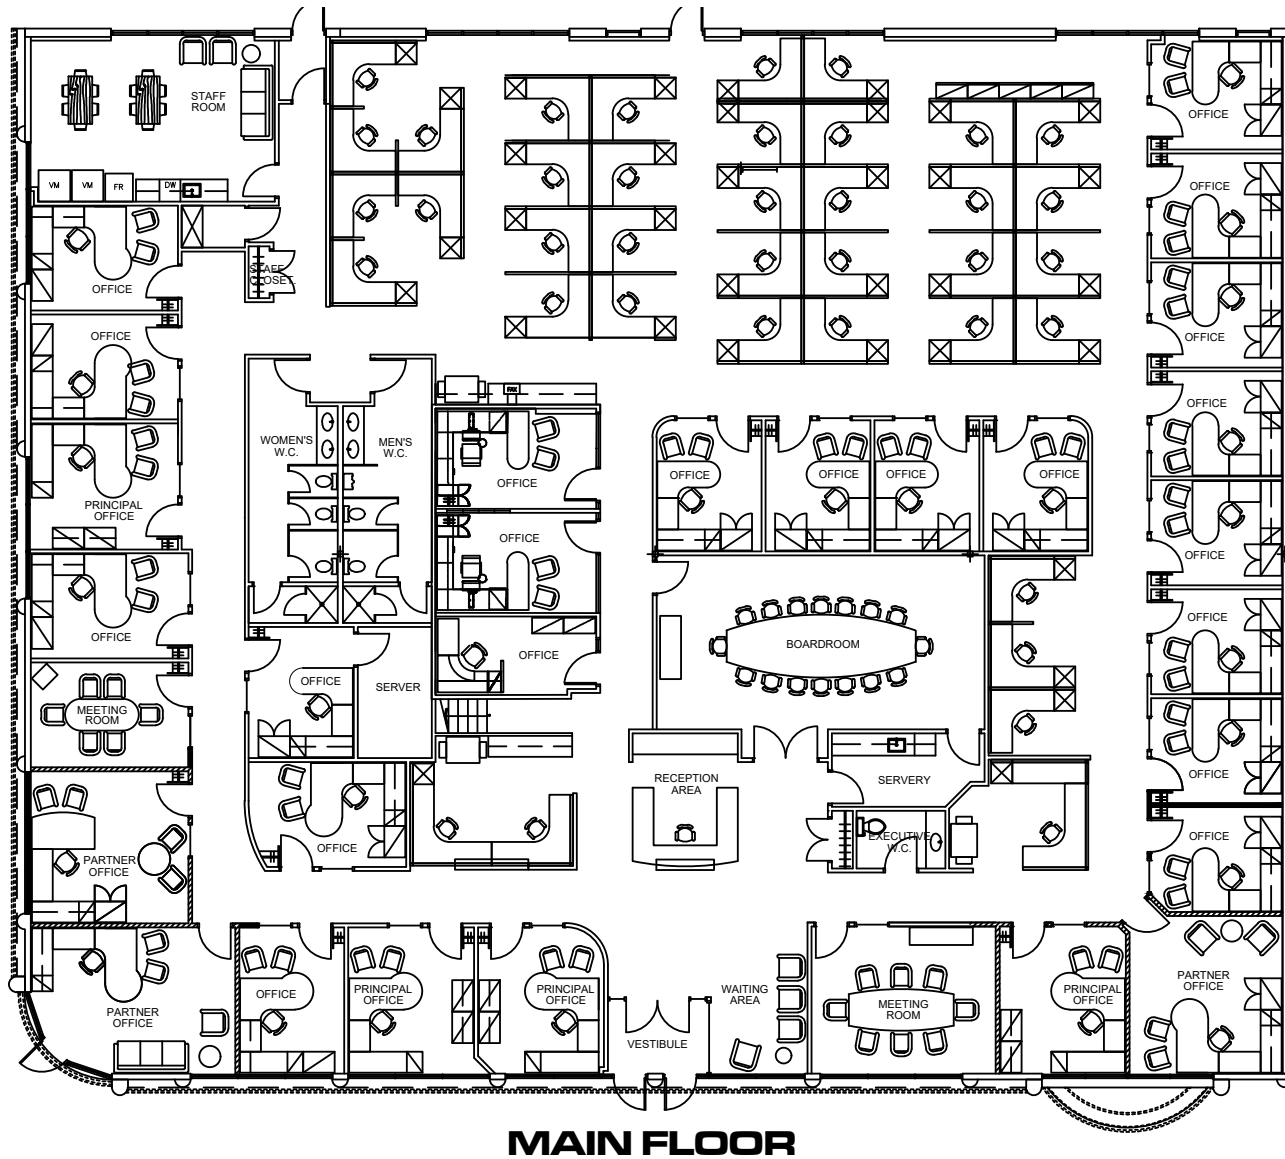 STAFF
ROOM
OFFICE
VM
VM
FR
DW
OFFICE
STAFF
CLOSET.
OFFICE
OFFICE
OFFICE
FAX
OFFICE
WOMEN'S
W.C.
MEN'S
W.C.
OFFICE
OFFICE
OFFICE
OFFICE
OFFICE
PRINCIPAL
OFFICE
OFFICE
OFFICE
OFFICE
OFFICE
BOARDROOM
OFFICE
OFFICE
SERVER
MEETING
ROOM
RECEPTION
AREA
SERVERY
OFFICE
OFFICE
EXECUTIVE
W.C.
OFFICE
PARTNER
OFFICE
OFFICE
PARTNER
OFFICE
OFFICE
PRINCIPAL
OFFICE
PRINCIPAL
OFFICE
WAITING
AREA
MEETING
ROOM
PRINCIPAL
OFFICE
PARTNER
OFFICE
VESTIBULE
MAIN FLOOR